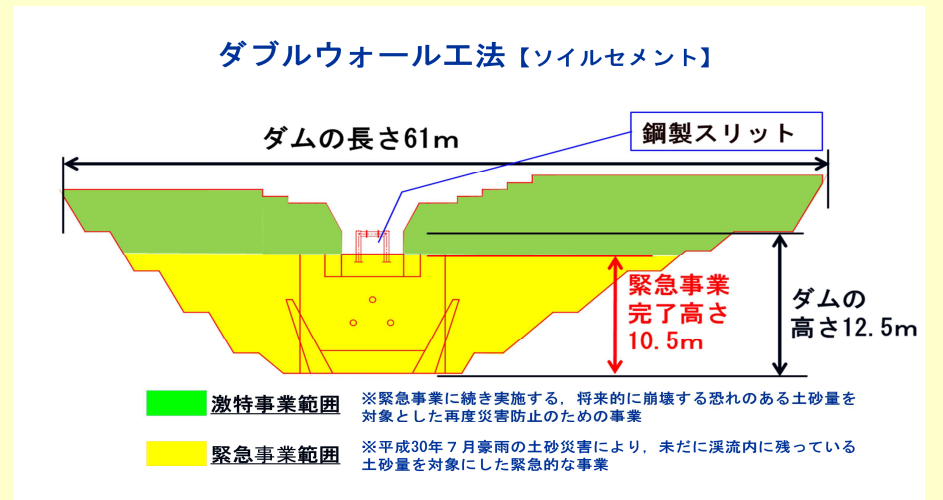 ダブルウォール工法【ソイルセメント】
ダムの長さ61m
鋼製スリット
緊急事業
完了高さ
10.5m
ダムの
高さ12.5m
激特事業範囲
※緊急事業に続き実施する，将来的に崩壊する恐れのある土砂量を
対象とした再度災害防止のための事業
緊急事業範囲
※平成30年７月豪雨の土砂災害により，未だに渓流内に残っている
土砂量を対象にした緊急的な事業